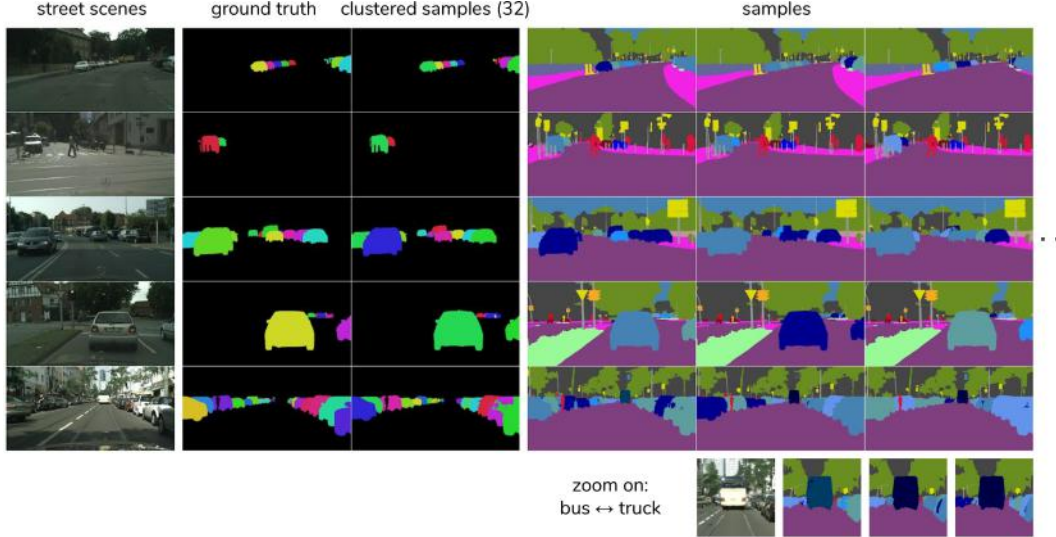 street scenes
ground truth
clustered samples (32)
samples
zoom on:
bus ↔ truck